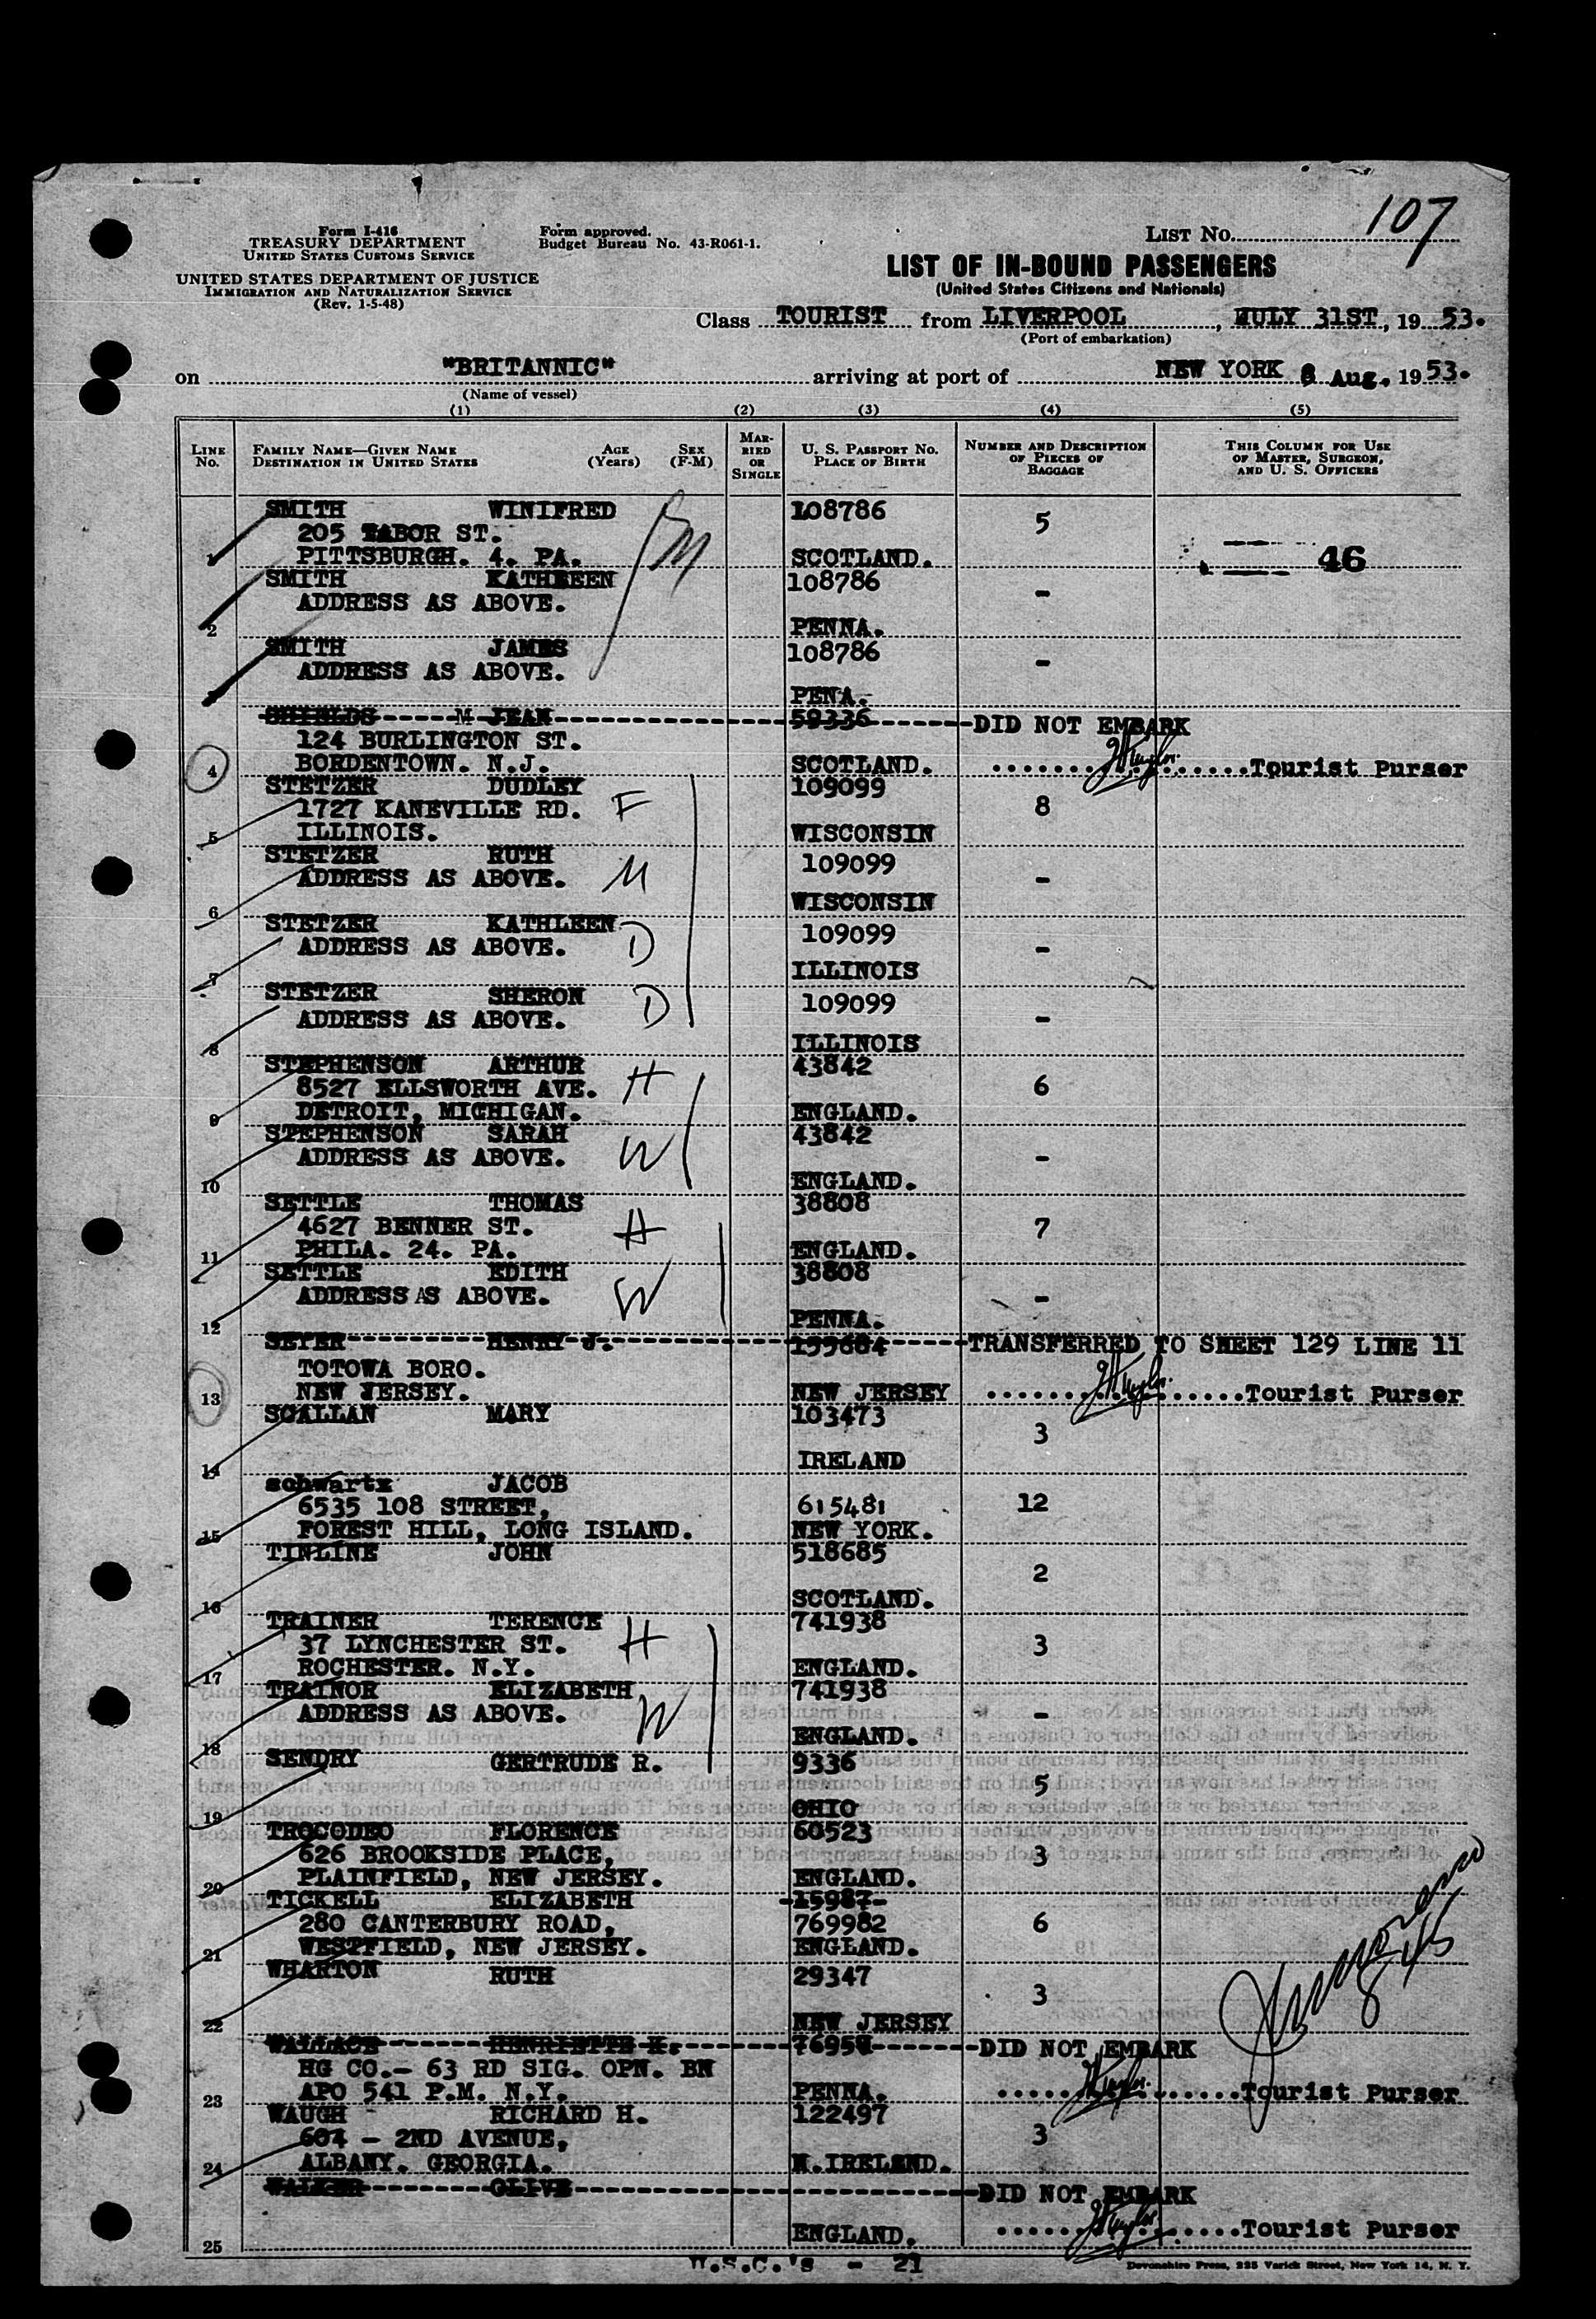 107
Form I-416
TREASURY DEPARTMENT
UNITED STATES CUSTOMS SERVICE
UNITED STATES DEPARTMENT OF JUSTICE
IMMIGRATION AND NATURALIZATION SERVICE
(Rev. 1-5-48)
Form approved.
Budget Bureau No. 43-R061-1.
LIST NO.
LIST OF IN-BOUND PASSENGERS
(United States Citizens and Nationals)
Class TOURIST from LIVERPOOL, JULY 31ST, 1953.
(Port of embarkation)
on "BRITANNIC" arriving at port of NEW YORK 8 Aug. 1953.
(Name of vessel)
(1) (2) (3) (4) (5)
LINE No. FAMILY NAME—GIVEN NAME DESTINATION IN UNITED STATES AGE (Years) SEX (F-M) MARRIED OR SINGLE U. S. PASSPORT NO. PLACE OF BIRTH NUMBER AND DESCRIPTION OF PIECES OF BAGGAGE THIS COLUMN FOR USE OF MASTER, SURGEON, AND U. S. OFFICERS
SMITH WINIFRED 108786 5
205 TABOR ST.
1 PITTSBURGH. 4. PA. SCOTLAND. 46
SMITH KATHLEEN 108786
ADDRESS AS ABOVE. -
2 PENNA.
SMITH JAMES 108786
ADDRESS AS ABOVE. -
3 PENA.
SHIELDS M JEAN 59336 DID NOT EMBARK
124 BURLINGTON ST.
4 BORDENTOWN. N.J. SCOTLAND. Tourist Purser
STETZER DUDLEY 109099
1727 KANEVILLE RD. F 8
5 ILLINOIS. WISCONSIN
STETZER RUTH 109099
ADDRESS AS ABOVE. M -
6 WISCONSIN
STETZER KATHLEEN 109099
ADDRESS AS ABOVE. D -
7 ILLINOIS
STETZER SHERON 109099
ADDRESS AS ABOVE. D -
8 ILLINOIS
STEPHENSON ARTHUR 43842
8527 ELLSWORTH AVE. H 6
9 DETROIT, MICHIGAN. ENGLAND.
STEPHENSON SARAH 43842
ADDRESS AS ABOVE. W -
10 ENGLAND.
SETTLE THOMAS 38808
4627 BENNER ST. H 7
11 PHILA. 24. PA. ENGLAND.
SETTLE EDITH 38808
ADDRESS AS ABOVE. W -
12 PENNA.
HENRY J. TRANSFERRED TO SHEET 129 LINE 11
TOTOWA BORO.
13 NEW JERSEY. NEW JERSEY Tourist Purser
SCALLAN MARY 103473
3
14 IRELAND
schwartz JACOB
6535 108 STREET, 615481 12
15 FOREST HILL, LONG ISLAND. NEW YORK.
TINLINE JOHN 518685
2
16 SCOTLAND.
TRAINER TERENCE 741938
37 LYNCHESTER ST. H 3
17 ROCHESTER. N.Y. ENGLAND.
TRAINOR ELIZABETH 741938
ADDRESS AS ABOVE. W -
18 ENGLAND.
SENDRY GERTRUDE R. 9336
5
19 OHIO
TROCODEO FLORENCE 60523
626 BROOKSIDE PLACE, 3
20 PLAINFIELD, NEW JERSEY. ENGLAND.
TICKELL ELIZABETH 15987
280 CANTERBURY ROAD, 769982 6
21 WESTFIELD, NEW JERSEY. ENGLAND.
WHARTON RUTH 29347
3
22 NEW JERSEY
WALLACE HENRIETTE K. DID NOT EMBARK
HG CO.- 63 RD SIG. OPN. BN
23 APO 541 P.M. N.Y. PENNA. Tourist Purser
WAUGH RICHARD H. 122497
604 - 2ND AVENUE, 3
24 ALBANY. GEORGIA. N.IRELEND.
WALKER OLIVE DID NOT EMBARK
25 ENGLAND. Tourist Purser
U.S.C.'s - 21
Devonshire Press, 225 Varick Street, New York 14, N. Y.